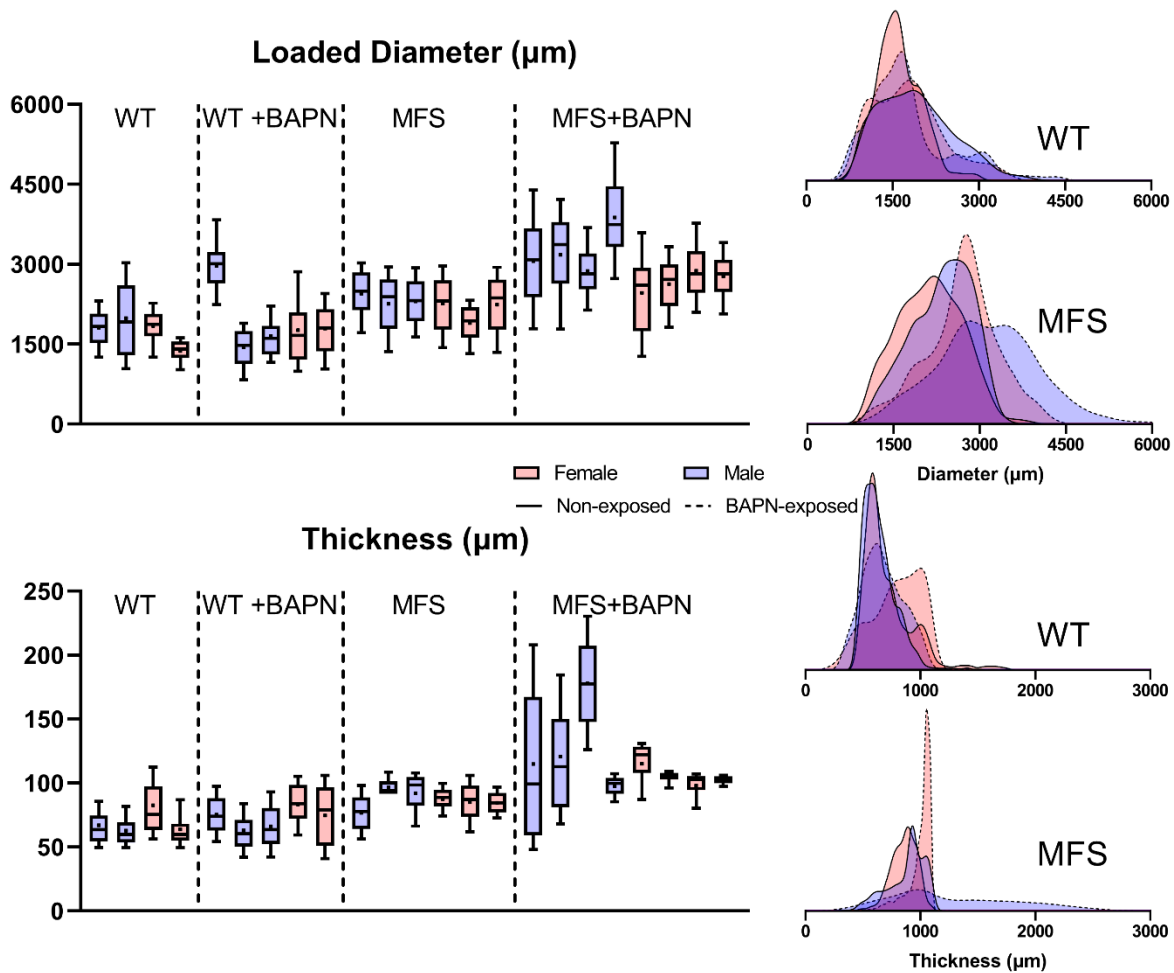 Loaded Diameter (µm)
6000
4500
3000
1500
0
WT
WT +BAPN
MFS
MFS+BAPN
WT
0 1500 3000 4500 6000
MFS
0 1500 3000 4500 6000
Diameter (µm)
Female Male
Non-exposed BAPN-exposed
Thickness (µm)
250
200
150
100
50
0
WT
WT +BAPN
MFS
MFS+BAPN
WT
0 1000 2000 3000
MFS
0 1000 2000 3000
Thickness (µm)